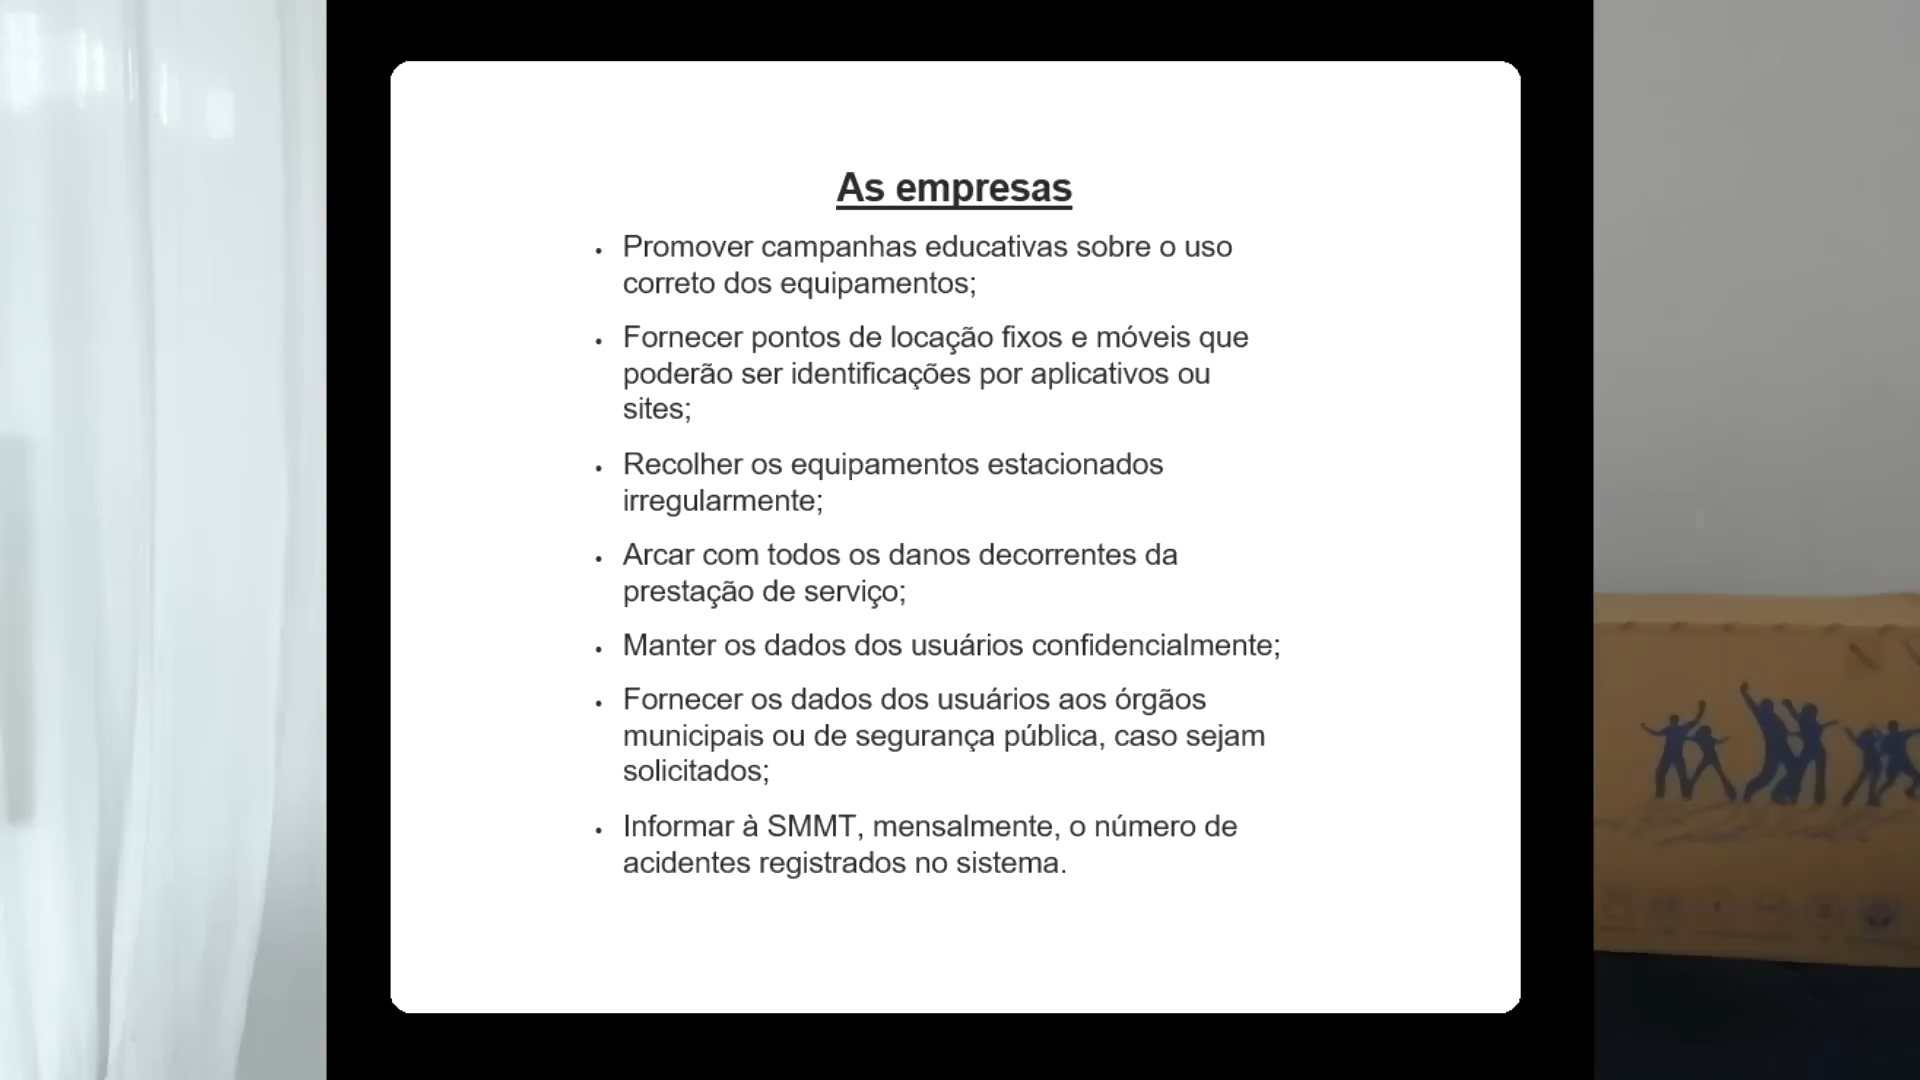 As empresas
• Promover campanhas educativas sobre o uso
correto dos equipamentos;
• Fornecer pontos de locação fixos e móveis que
poderão ser identificações por aplicativos ou
sites;
• Recolher os equipamentos estacionados
irregularmente;
• Arcar com todos os danos decorrentes da
prestação de serviço;
• Manter os dados dos usuários confidencialmente;
• Fornecer os dados dos usuários aos órgãos
municipais ou de segurança pública, caso sejam
solicitados;
• Informar à SMMT, mensalmente, o número de
acidentes registrados no sistema.